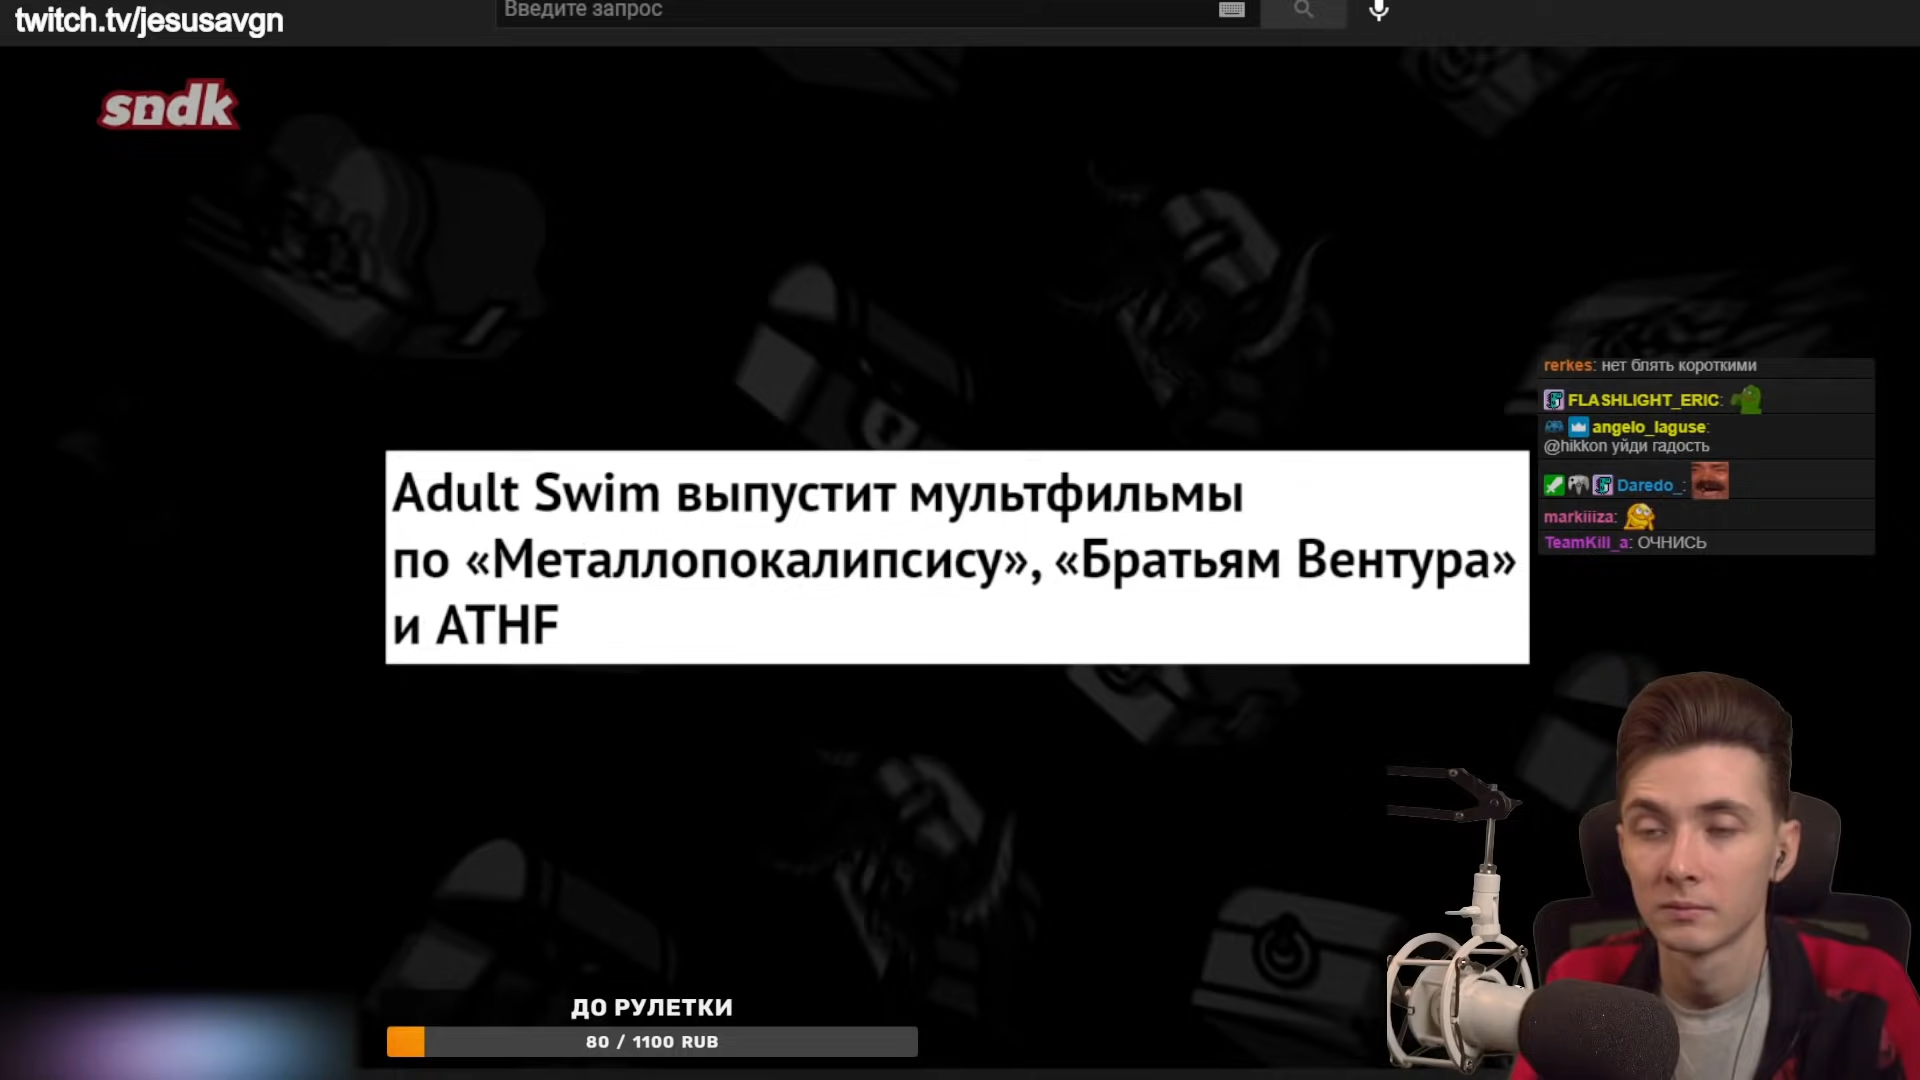 twitch.tv/jesusavgn
Введите запрос
sndk
Adult Swim выпустит мультфильмы
по «Металлопокалипсису», «Братьям Вентура»
и ATHF
rerkes: нет блять короткими
FLASHLIGHT_ERIC:
angelo_laguse:
@hikkon уйди гадость
Daredo_:
markiiiza:
TeamKill_a: ОЧНИСЬ
ДО РУЛЕТКИ
80 / 1100 RUB